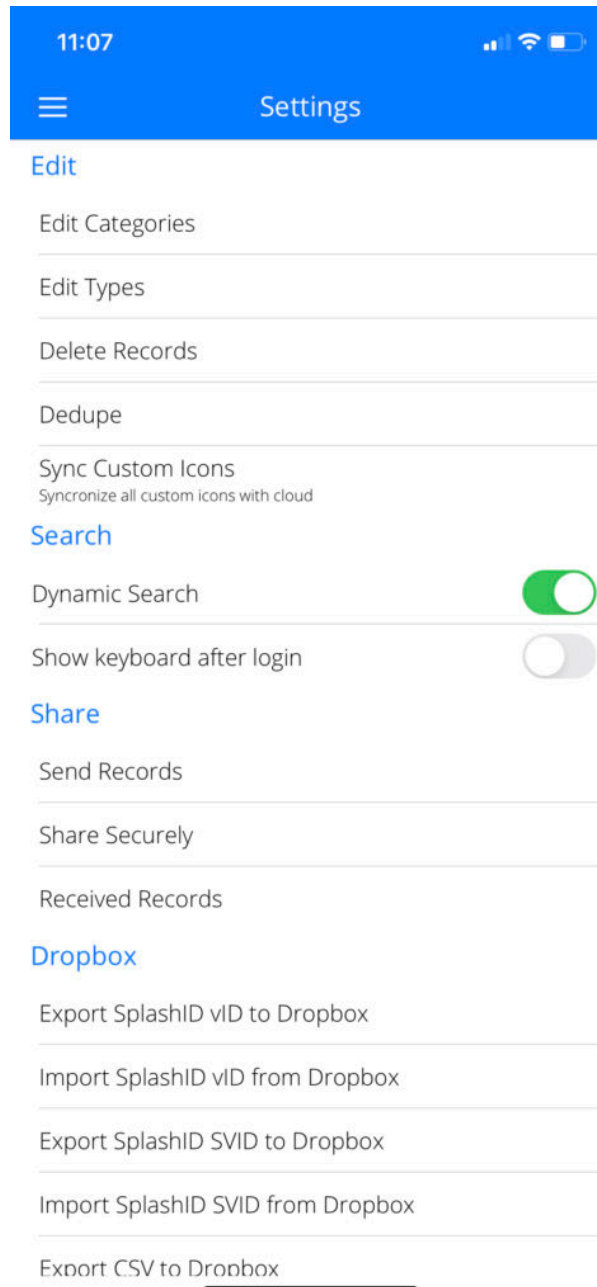 11:07
Settings
Edit
Edit Categories
Edit Types
Delete Records
Dedupe
Sync Custom Icons
Syncronize all custom icons with cloud
Search
Dynamic Search
Show keyboard after login
Share
Send Records
Share Securely
Received Records
Dropbox
Export SplashID vID to Dropbox
Import SplashID vID from Dropbox
Export SplashID SVID to Dropbox
Import SplashID SVID from Dropbox
Export CSV to Dropbox